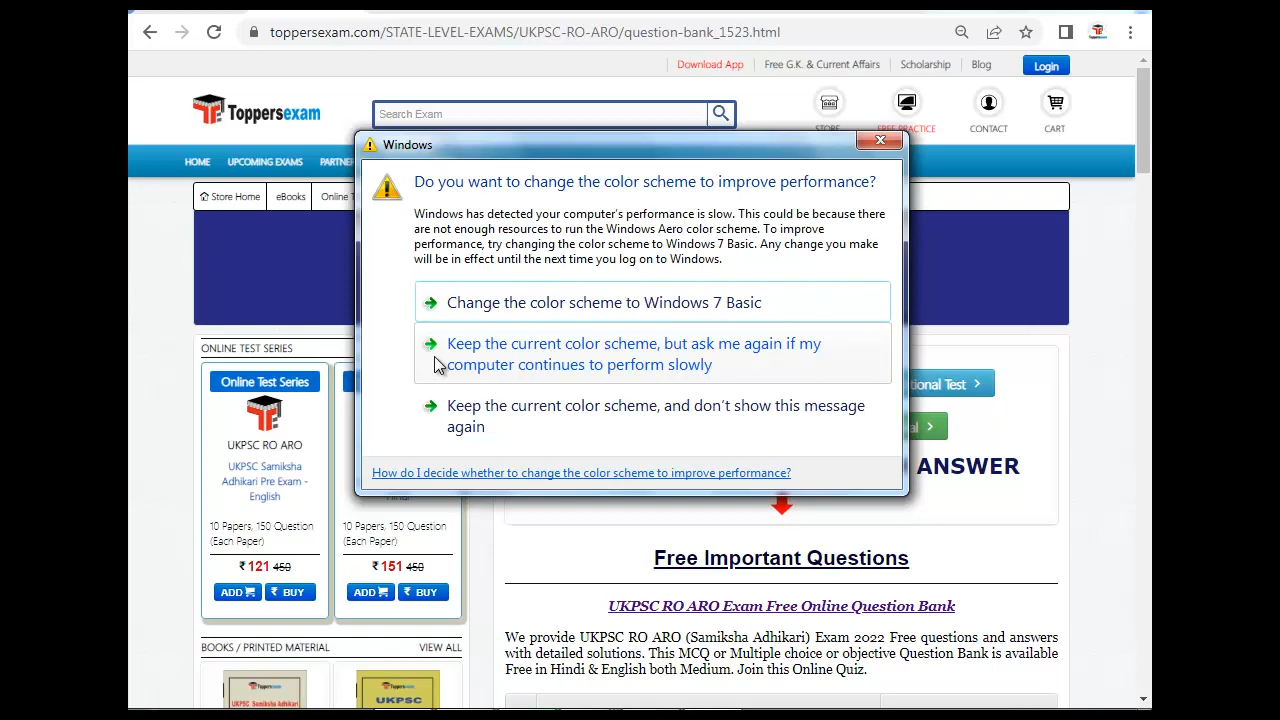 toppersexam.com/STATE-LEVEL-EXAMS/UKPSC-RO-ARO/question-bank_1523.html
Download App
Free G.K. & Current Affairs
Scholarship
Blog
Login
Toppersexam
Search Exam
FREE PRACTICE
CONTACT
CART
HOME
UPCOMING EXAMS
Store Home
eBooks
Windows
Do you want to change the color scheme to improve performance?
Windows has detected your computer's performance is slow. This could be because there
are not enough resources to run the Windows Aero color scheme. To improve
performance, try changing the color scheme to Windows 7 Basic. Any change you make
will be in effect until the next time you log on to Windows.
Change the color scheme to Windows 7 Basic
Keep the current color scheme, but ask me again if my
computer continues to perform slowly
Keep the current color scheme, and don't show this message
again
How do I decide whether to change the color scheme to improve performance?
ONLINE TEST SERIES
Online Test Series
UKPSC RO ARO
UKPSC Samiksha
Adhikari Pre Exam -
English
10 Papers, 150 Question
(Each Paper)
₹ 121 450
ADD
₹ BUY
10 Papers, 150 Question
(Each Paper)
₹ 151 450
ADD
₹ BUY
BOOKS / PRINTED MATERIAL
VIEW ALL
Toppersexam
UKPSC Samiksha Adhikari
Toppersexam
UKPSC
Test
ANSWER
Free Important Questions
UKPSC RO ARO Exam Free Online Question Bank
We provide UKPSC RO ARO (Samiksha Adhikari) Exam 2022 Free questions and answers
with detailed solutions. This MCQ or Multiple choice or objective Question Bank is available
Free in Hindi & English both Medium. Join this Online Quiz.